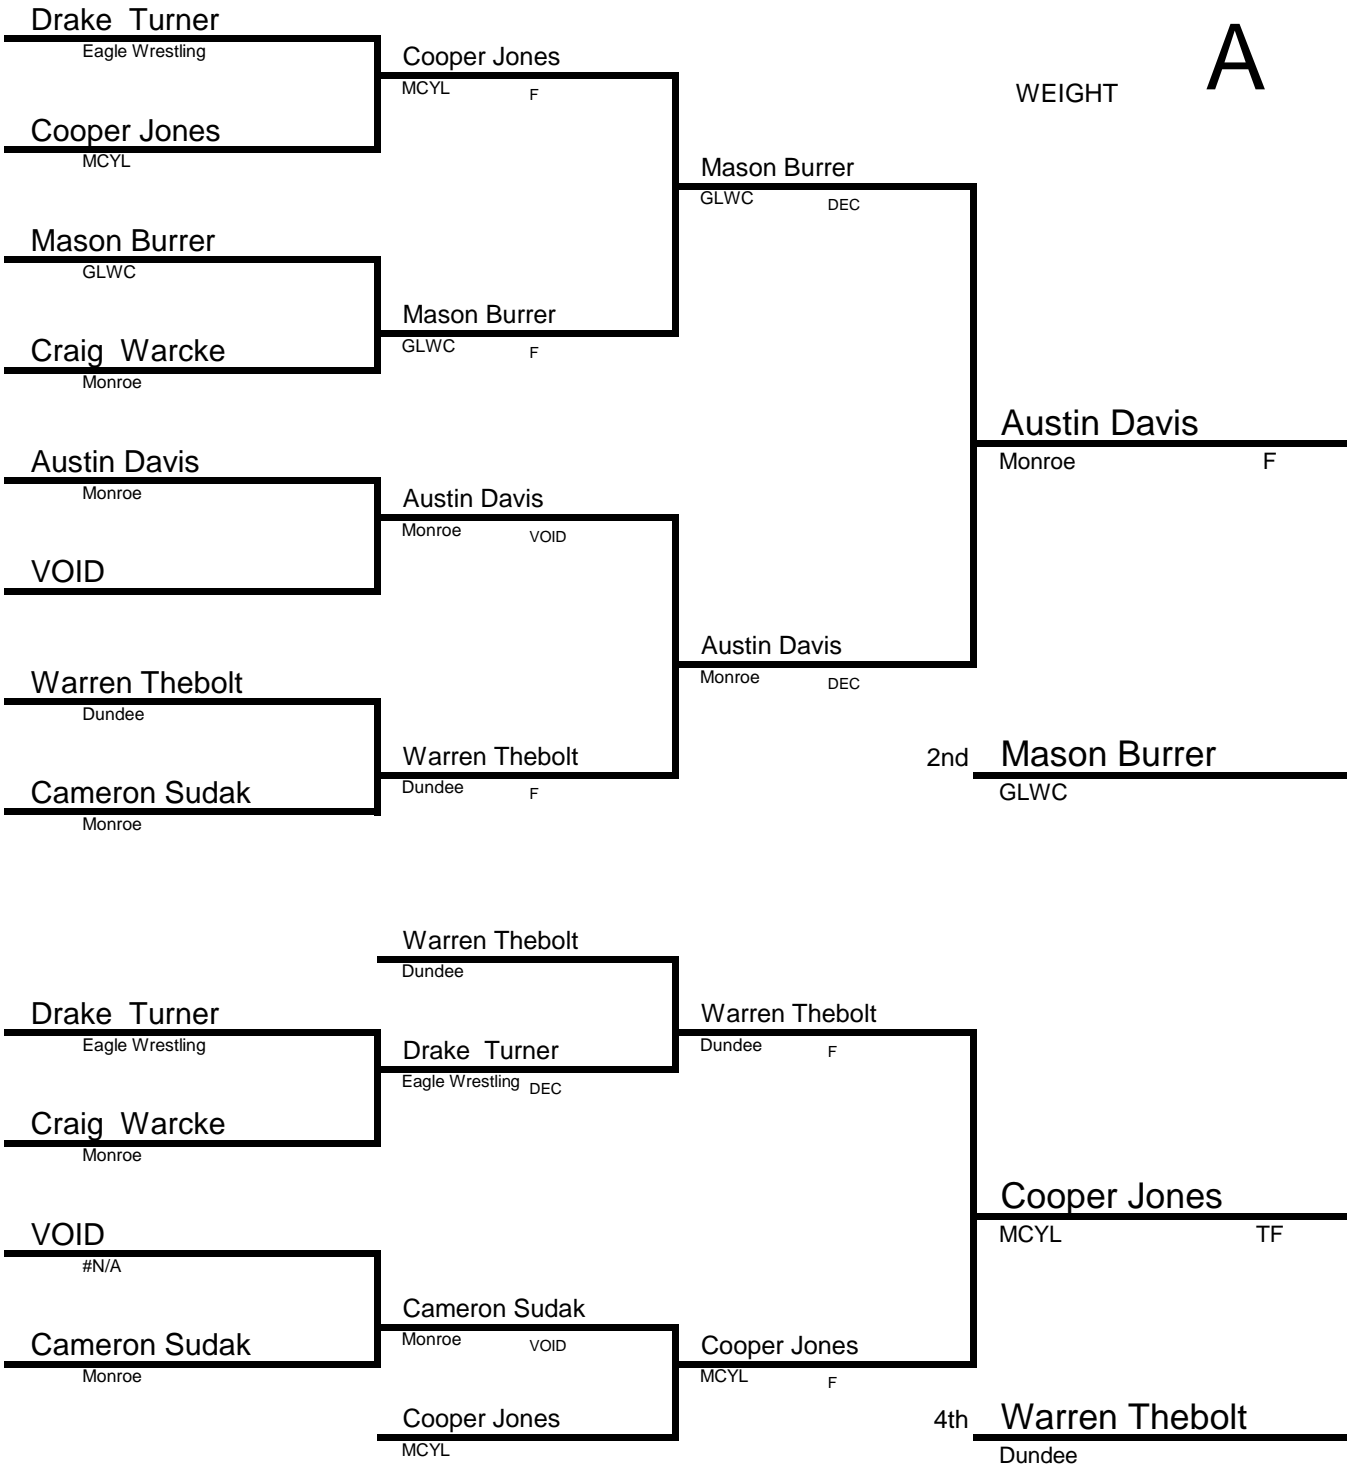 Drake  Turner
Eagle Wrestling
Cooper Jones
MCYL
F
A
WEIGHT
Cooper Jones
MCYL
Mason Burrer
GLWC
DEC
Mason Burrer
GLWC
Mason Burrer
GLWC
F
Craig  Warcke
Monroe
Austin Davis
Monroe
F
Austin Davis
Monroe
Austin Davis
Monroe
VOID
VOID
Austin Davis
Monroe
DEC
Warren Thebolt
Dundee
Warren Thebolt
Dundee
F
2nd
Mason Burrer
GLWC
Cameron Sudak
Monroe
Warren Thebolt
Dundee
Drake  Turner
Eagle Wrestling
Warren Thebolt
Dundee
F
Drake  Turner
Eagle Wrestling
DEC
Craig  Warcke
Monroe
Cooper Jones
MCYL
TF
VOID
#N/A
Cameron Sudak
Monroe
VOID
Cameron Sudak
Monroe
Cooper Jones
MCYL
F
Cooper Jones
MCYL
4th
Warren Thebolt
Dundee